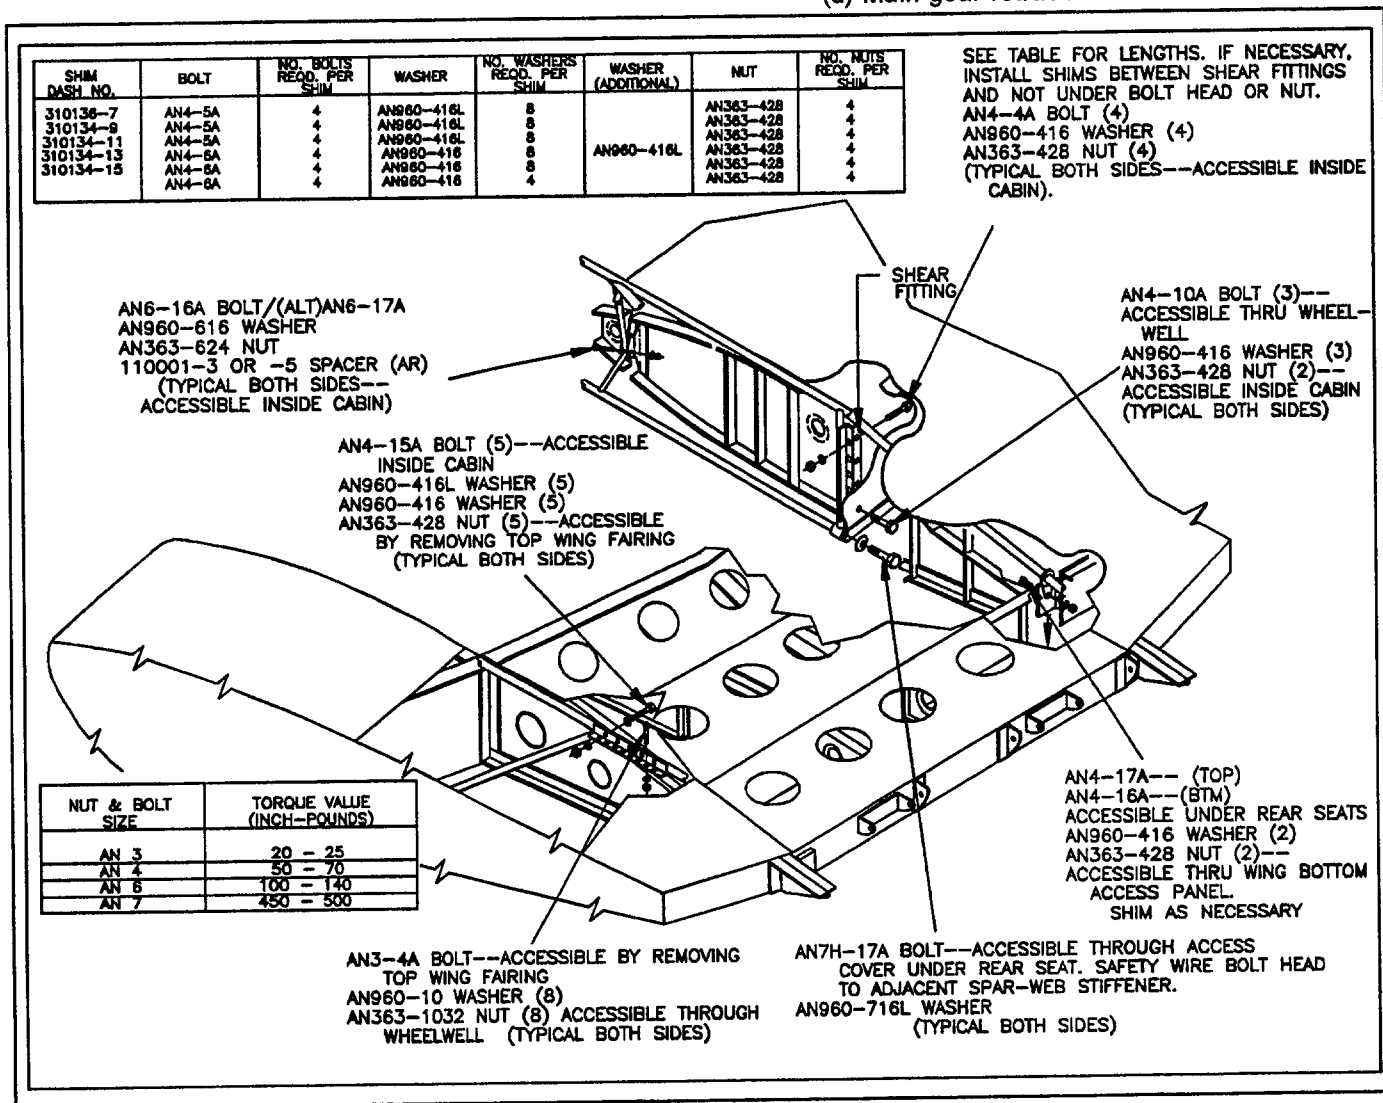 (d) Main gear
SHIM DASH NO. BOLT NO. BOLTS REQD. PER SHIM WASHER NO. WASHERS REQD. PER SHIM WASHER (ADDITIONAL) NUT NO. NUTS REQD. PER SHIM
310136-7 AN4-5A 4 AN960-416L 8 AN363-428 4
310134-9 AN4-5A 4 AN960-416L 8 AN363-428 4
310134-11 AN4-5A 4 AN960-416L 8 AN363-428 4
310134-13 AN4-6A 4 AN960-416 8 AN960-416L AN363-428 4
310134-15 AN4-6A 4 AN960-416 8 AN363-428 4
AN4-6A 4 AN960-416 4 AN363-428 4
SEE TABLE FOR LENGTHS. IF NECESSARY,
INSTALL SHIMS BETWEEN SHEAR FITTINGS
AND NOT UNDER BOLT HEAD OR NUT.
AN4-4A BOLT (4)
AN960-416 WASHER (4)
AN363-428 NUT (4)
(TYPICAL BOTH SIDES--ACCESSIBLE INSIDE
CABIN).
SHEAR
FITTING
AN6-16A BOLT/(ALT)AN6-17A
AN960-616 WASHER
AN363-624 NUT
110001-3 OR -5 SPACER (AR)
(TYPICAL BOTH SIDES--
ACCESSIBLE INSIDE CABIN)
AN4-10A BOLT (3)--
ACCESSIBLE THRU WHEEL-
WELL
AN960-416 WASHER (3)
AN363-428 NUT (2)--
ACCESSIBLE INSIDE CABIN
(TYPICAL BOTH SIDES)
AN4-15A BOLT (5)--ACCESSIBLE
INSIDE CABIN
AN960-416L WASHER (5)
AN960-416 WASHER (5)
AN363-428 NUT (5)--ACCESSIBLE
BY REMOVING TOP WING FAIRING
(TYPICAL BOTH SIDES)
NUT & BOLT SIZE TORQUE VALUE (INCH-POUNDS)
AN 3 20 - 25
AN 4 50 - 70
AN 6 100 - 140
AN 7 450 - 500
AN4-17A-- (TOP)
AN4-16A--(BTM)
ACCESSIBLE UNDER REAR SEATS
AN960-416 WASHER (2)
AN363-428 NUT (2)--
ACCESSIBLE THRU WING BOTTOM
ACCESS PANEL.
SHIM AS NECESSARY
AN3-4A BOLT--ACCESSIBLE BY REMOVING
TOP WING FAIRING
AN960-10 WASHER (8)
AN363-1032 NUT (8) ACCESSIBLE THROUGH
WHEELWELL (TYPICAL BOTH SIDES)
AN7H-17A BOLT--ACCESSIBLE THROUGH ACCESS
COVER UNDER REAR SEAT. SAFETY WIRE BOLT HEAD
TO ADJACENT SPAR-WEB STIFFENER.
AN960-716L WASHER
(TYPICAL BOTH SIDES)